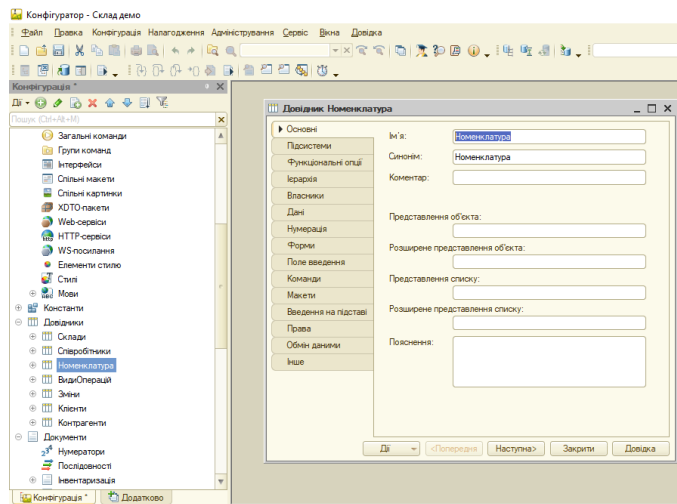 Конфігуратор - Склад демо
Файл Правка Конфігурація Налагодження Адміністрування Сервіс Вікна Довідка
Конфігурація *
Дії
Пошук (Ctrl+Alt+M)
Загальні команди
Групи команд
Інтерфейси
Спільні макети
Спільні картинки
XDTO-пакети
Web-сервіси
HTTP-сервіси
WS-посилання
Елементи стилю
Стилі
Мови
Константи
Довідники
Склади
Співробітники
Номенклатура
ВидиОперацій
Зміни
Клієнти
Контрагенти
Документи
Нумератори
Послідовності
Інвентаризація
Конфігурація *
Додатково
Довідник Номенклатура
Основні
Підсистеми
Функціональні опції
Ієрархія
Власники
Дані
Нумерація
Форми
Поле введення
Команди
Макети
Введення на підставі
Права
Обмін даними
Інше
Ім'я: Номенклатура
Синонім: Номенклатура
Коментар:
Представлення об'єкта:
Розширене представлення об'єкта:
Представлення списку:
Розширене представлення списку:
Пояснення:
Дії <Попередня Наступна> Закрити Довідка